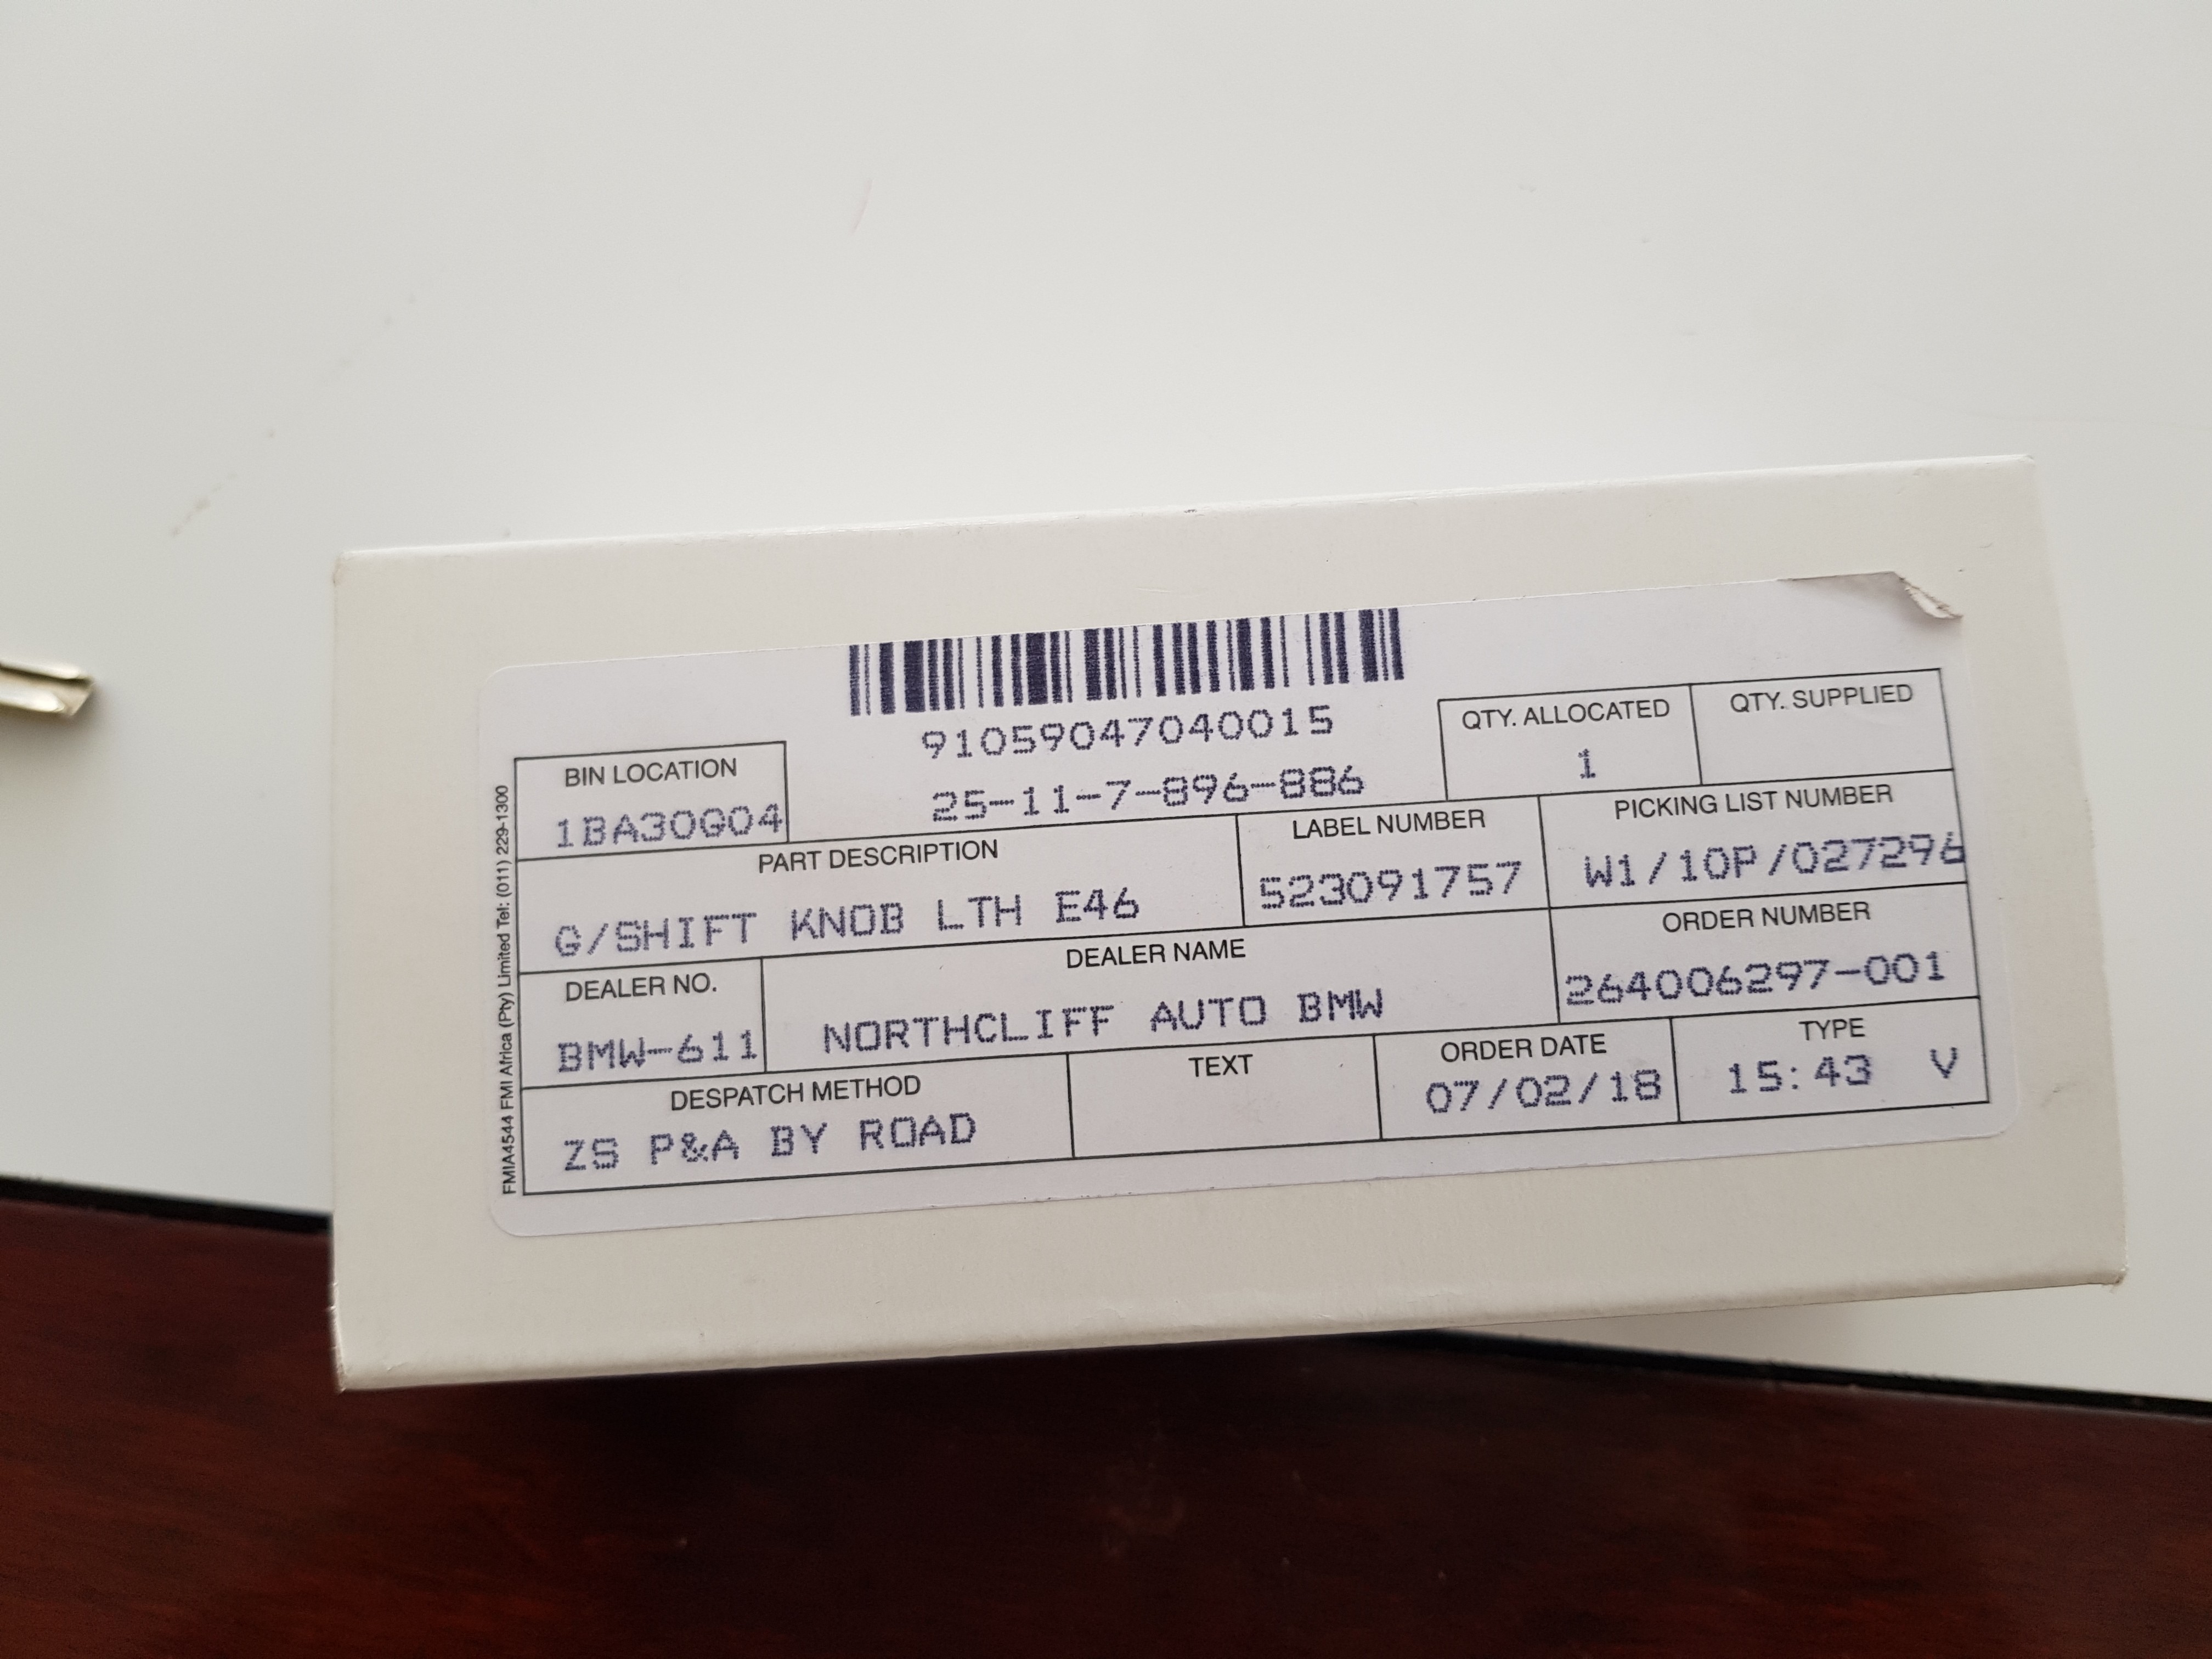 91059047040015
25-11-7-896-886
QTY. ALLOCATED
1
QTY. SUPPLIED
BIN LOCATION
1BA30G04
PART DESCRIPTION
G/SHIFT KNOB LTH E46
LABEL NUMBER
523091757
PICKING LIST NUMBER
W1/10P/027296
DEALER NO.
BMW-611
DEALER NAME
NORTHCLIFF AUTO BMW
ORDER NUMBER
264006297-001
DESPATCH METHOD
ZS P&A BY ROAD
TEXT
ORDER DATE
07/02/18
TYPE
15:43 V
FMIA4544 FMI Africa (Pty) Limited Tel: (011) 229-1300